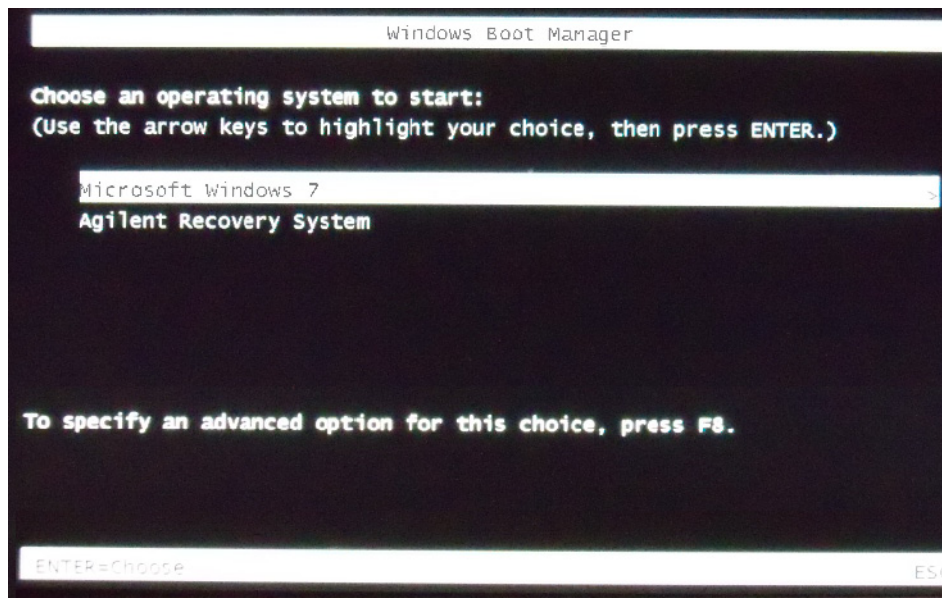 Windows Boot Manager
Choose an operating system to start:
(Use the arrow keys to highlight your choice, then press ENTER.)
Microsoft Windows 7 >
Agilent Recovery System
To specify an advanced option for this choice, press F8.
ENTER=Choose